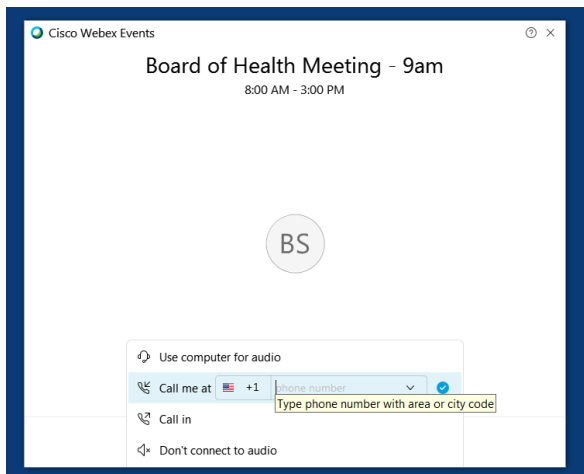 Cisco Webex Events
Board of Health Meeting - 9am
8:00 AM - 3:00 PM
BS
Use computer for audio
Call me at +1 phone number
Type phone number with area or city code
Call in
Don't connect to audio